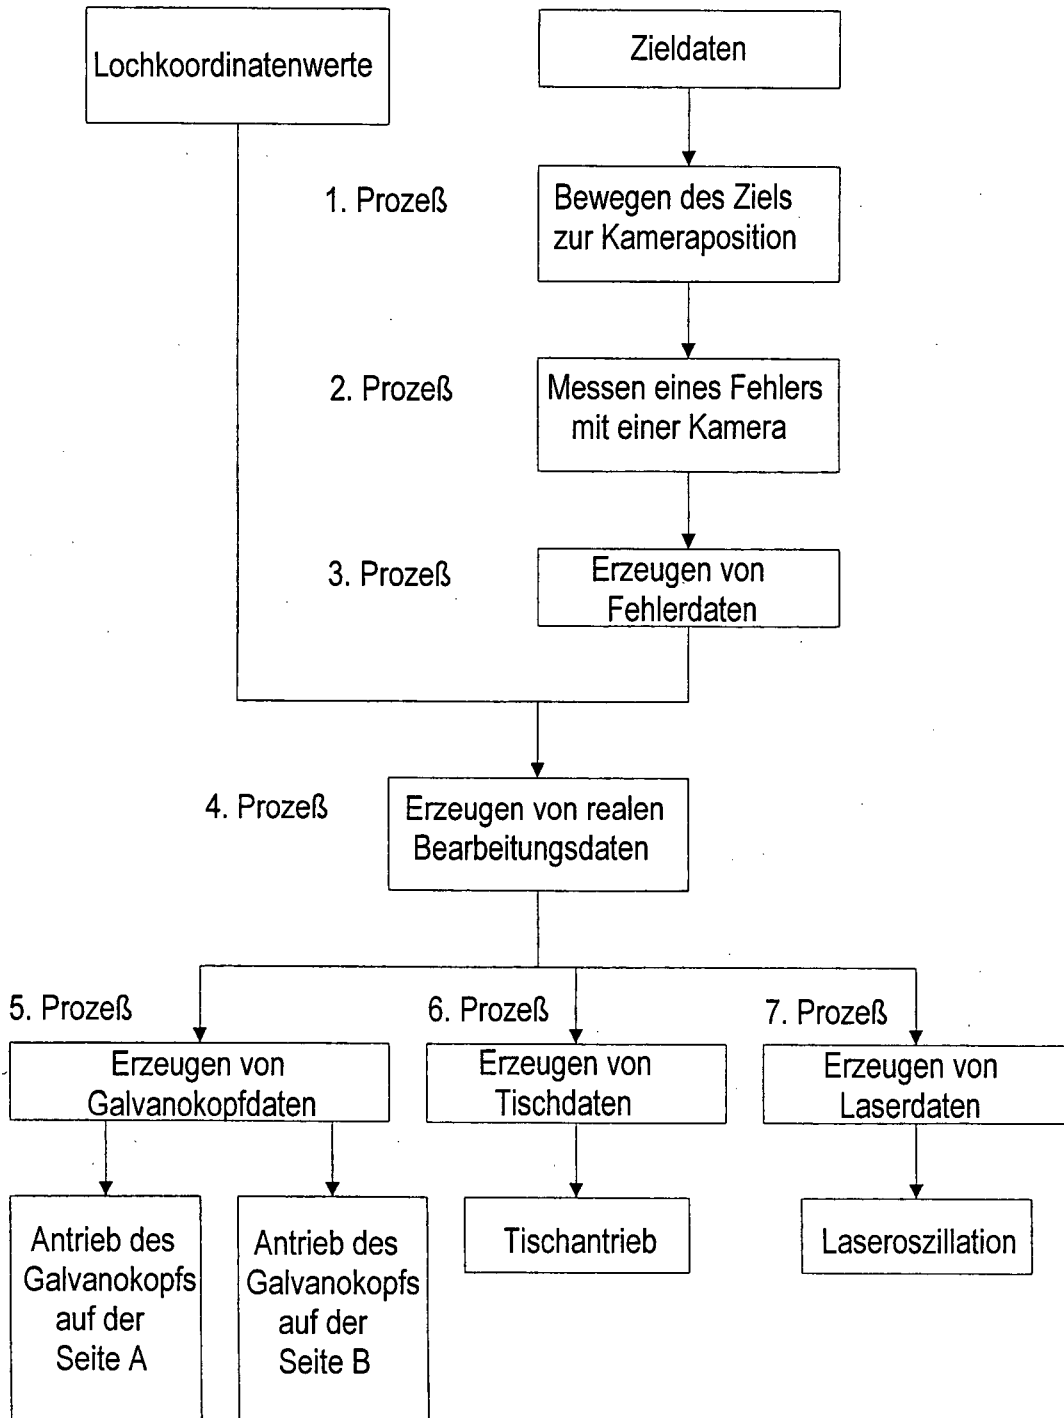 Lochkoordinatenwerte
Zieldaten
1. Prozeß
Bewegen des Ziels
zur Kameraposition
2. Prozeß
Messen eines Fehlers
mit einer Kamera
3. Prozeß
Erzeugen von
Fehlerdaten
4. Prozeß
Erzeugen von realen
Bearbeitungsdaten
5. Prozeß
Erzeugen von
Galvanokopfdaten
6. Prozeß
Erzeugen von
Tischdaten
7. Prozeß
Erzeugen von
Laserdaten
Antrieb des
Galvanokopfs
auf der
Seite A
Antrieb des
Galvanokopfs
auf der
Seite B
Tischantrieb
Laseroszillation